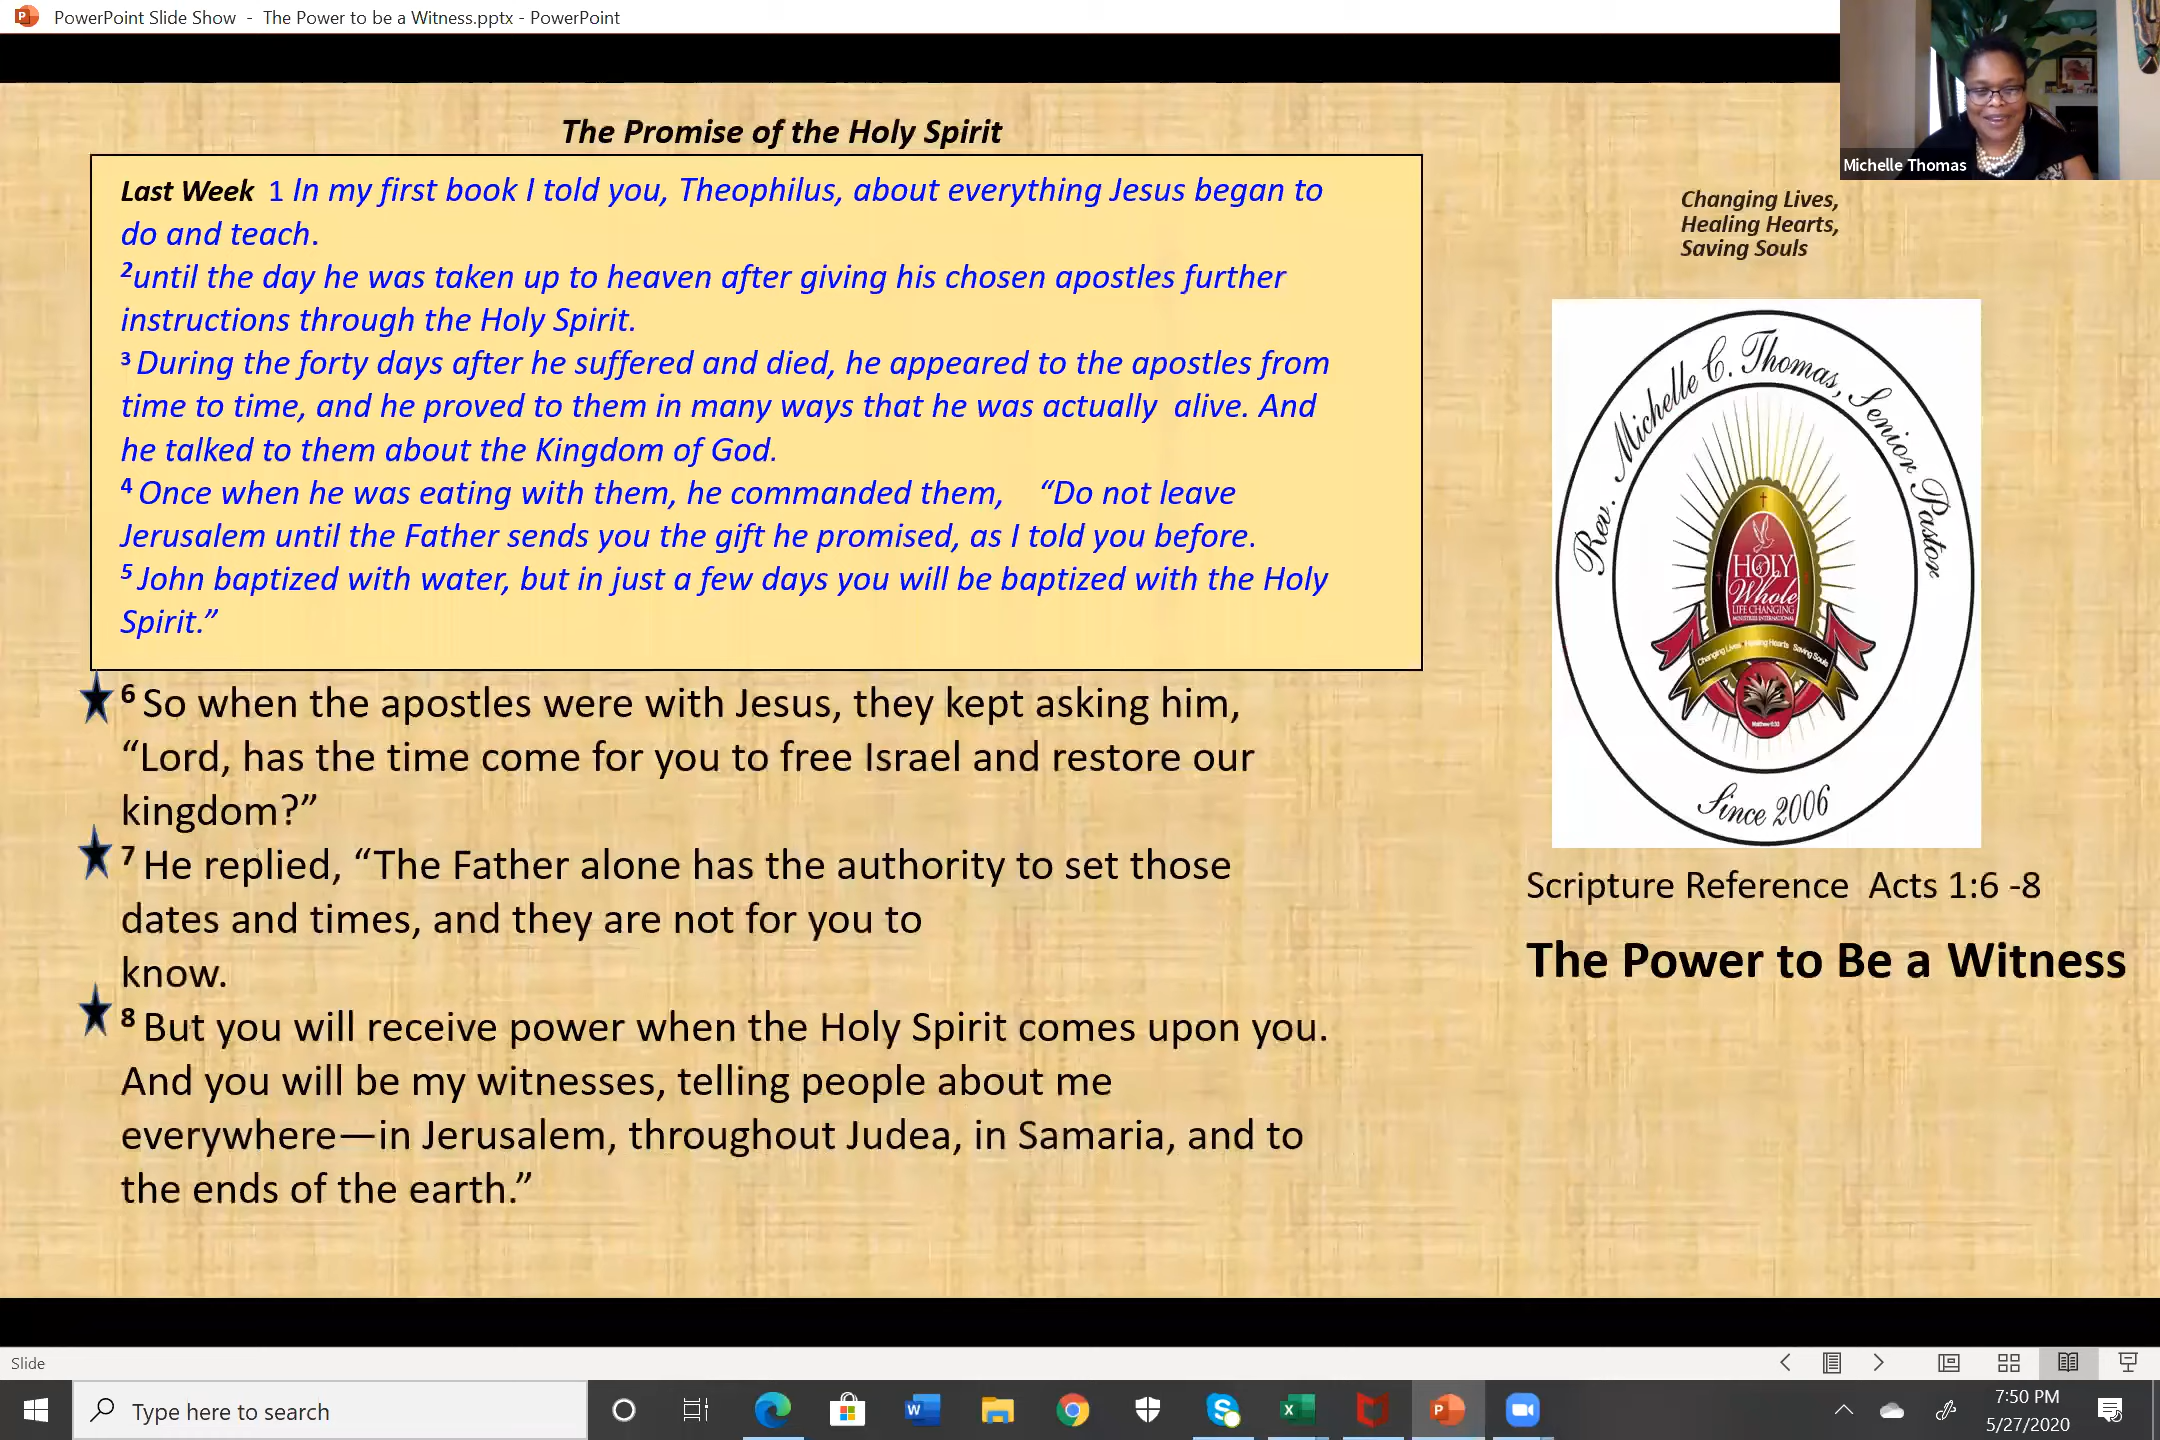 PowerPoint Slide Show  -  The Power to be a Witness.pptx - PowerPoint
Michelle Thomas
The Promise of the Holy Spirit
Last Week  1 In my first book I told you, Theophilus, about everything Jesus began to
do and teach.
2until the day he was taken up to heaven after giving his chosen apostles further
instructions through the Holy Spirit.
3 During the forty days after he suffered and died, he appeared to the apostles from
time to time, and he proved to them in many ways that he was actually  alive. And
he talked to them about the Kingdom of God.
4 Once when he was eating with them, he commanded them,    “Do not leave
Jerusalem until the Father sends you the gift he promised, as I told you before.
5 John baptized with water, but in just a few days you will be baptized with the Holy
Spirit.”
6 So when the apostles were with Jesus, they kept asking him,
“Lord, has the time come for you to free Israel and restore our
kingdom?”
7 He replied, “The Father alone has the authority to set those
dates and times, and they are not for you to
know.
8 But you will receive power when the Holy Spirit comes upon you.
And you will be my witnesses, telling people about me
everywhere—in Jerusalem, throughout Judea, in Samaria, and to
the ends of the earth.”
Changing Lives,
Healing Hearts,
Saving Souls
Rev. Michelle C. Thomas, Senior Pastor
HOLY
&
Whole
LIFE CHANGING
MINISTRIES INTERNATIONAL
Changing Lives Healing Hearts Saving Souls
Matthew 6:33
Since 2006
Scripture Reference  Acts 1:6 -8
The Power to Be a Witness
Slide
Type here to search
7:50 PM
5/27/2020